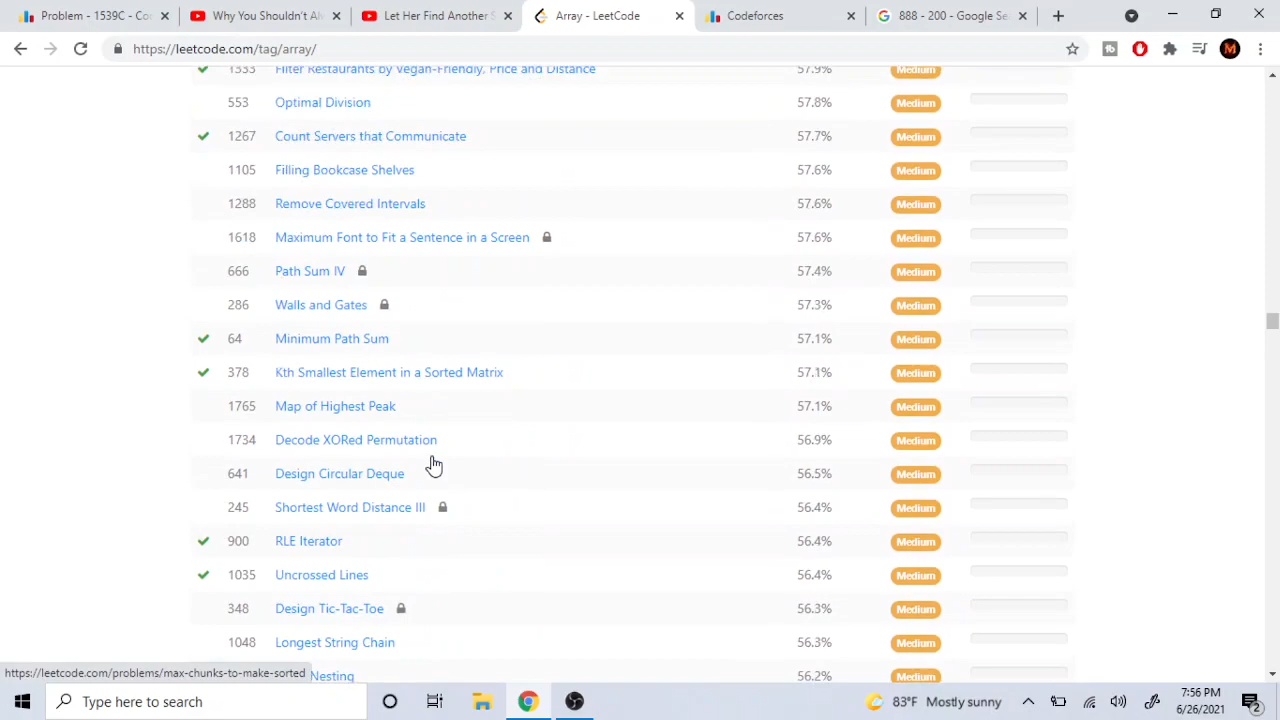 Problem - 1539C - Co
Why You Shouldn't Al
Let Her Find Another S
Array - LeetCode
Codeforces
888 - 200 - Google Se
https://leetcode.com/tag/array/
M
1333 Filter Restaurants by Vegan-Friendly, Price and Distance 57.9% Medium
553 Optimal Division 57.8% Medium
1267 Count Servers that Communicate 57.7% Medium
1105 Filling Bookcase Shelves 57.6% Medium
1288 Remove Covered Intervals 57.6% Medium
1618 Maximum Font to Fit a Sentence in a Screen 57.6% Medium
666 Path Sum IV 57.4% Medium
286 Walls and Gates 57.3% Medium
64 Minimum Path Sum 57.1% Medium
378 Kth Smallest Element in a Sorted Matrix 57.1% Medium
1765 Map of Highest Peak 57.1% Medium
1734 Decode XORed Permutation 56.9% Medium
641 Design Circular Deque 56.5% Medium
245 Shortest Word Distance III 56.4% Medium
900 RLE Iterator 56.4% Medium
1035 Uncrossed Lines 56.4% Medium
348 Design Tic-Tac-Toe 56.3% Medium
1048 Longest String Chain 56.3% Medium
https://leetcode.com/problems/max-chunks-to-make-sorted
Nesting 56.2% Medium
Type here to search
83°F Mostly sunny
7:56 PM
6/26/2021
2